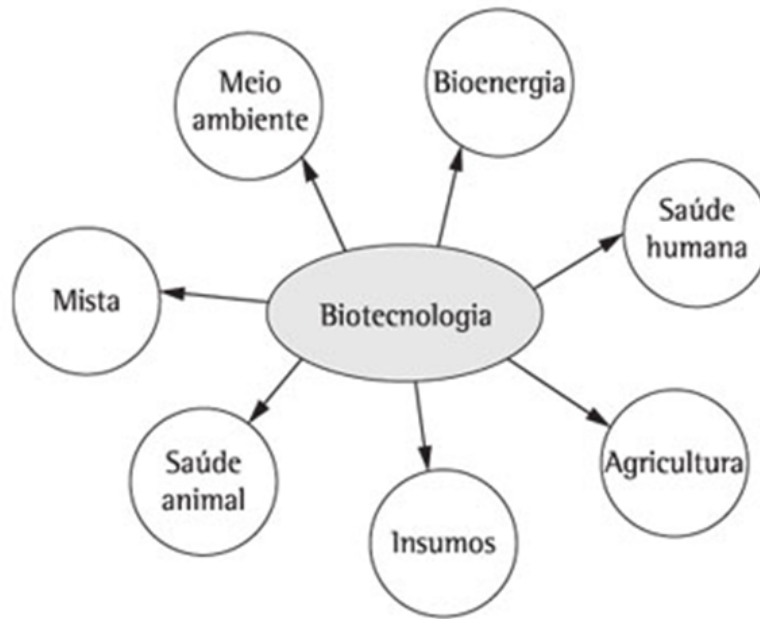 Meio
ambiente
Bioenergia
Saúde
humana
Mista
Biotecnologia
Saúde
animal
Insumos
Agricultura